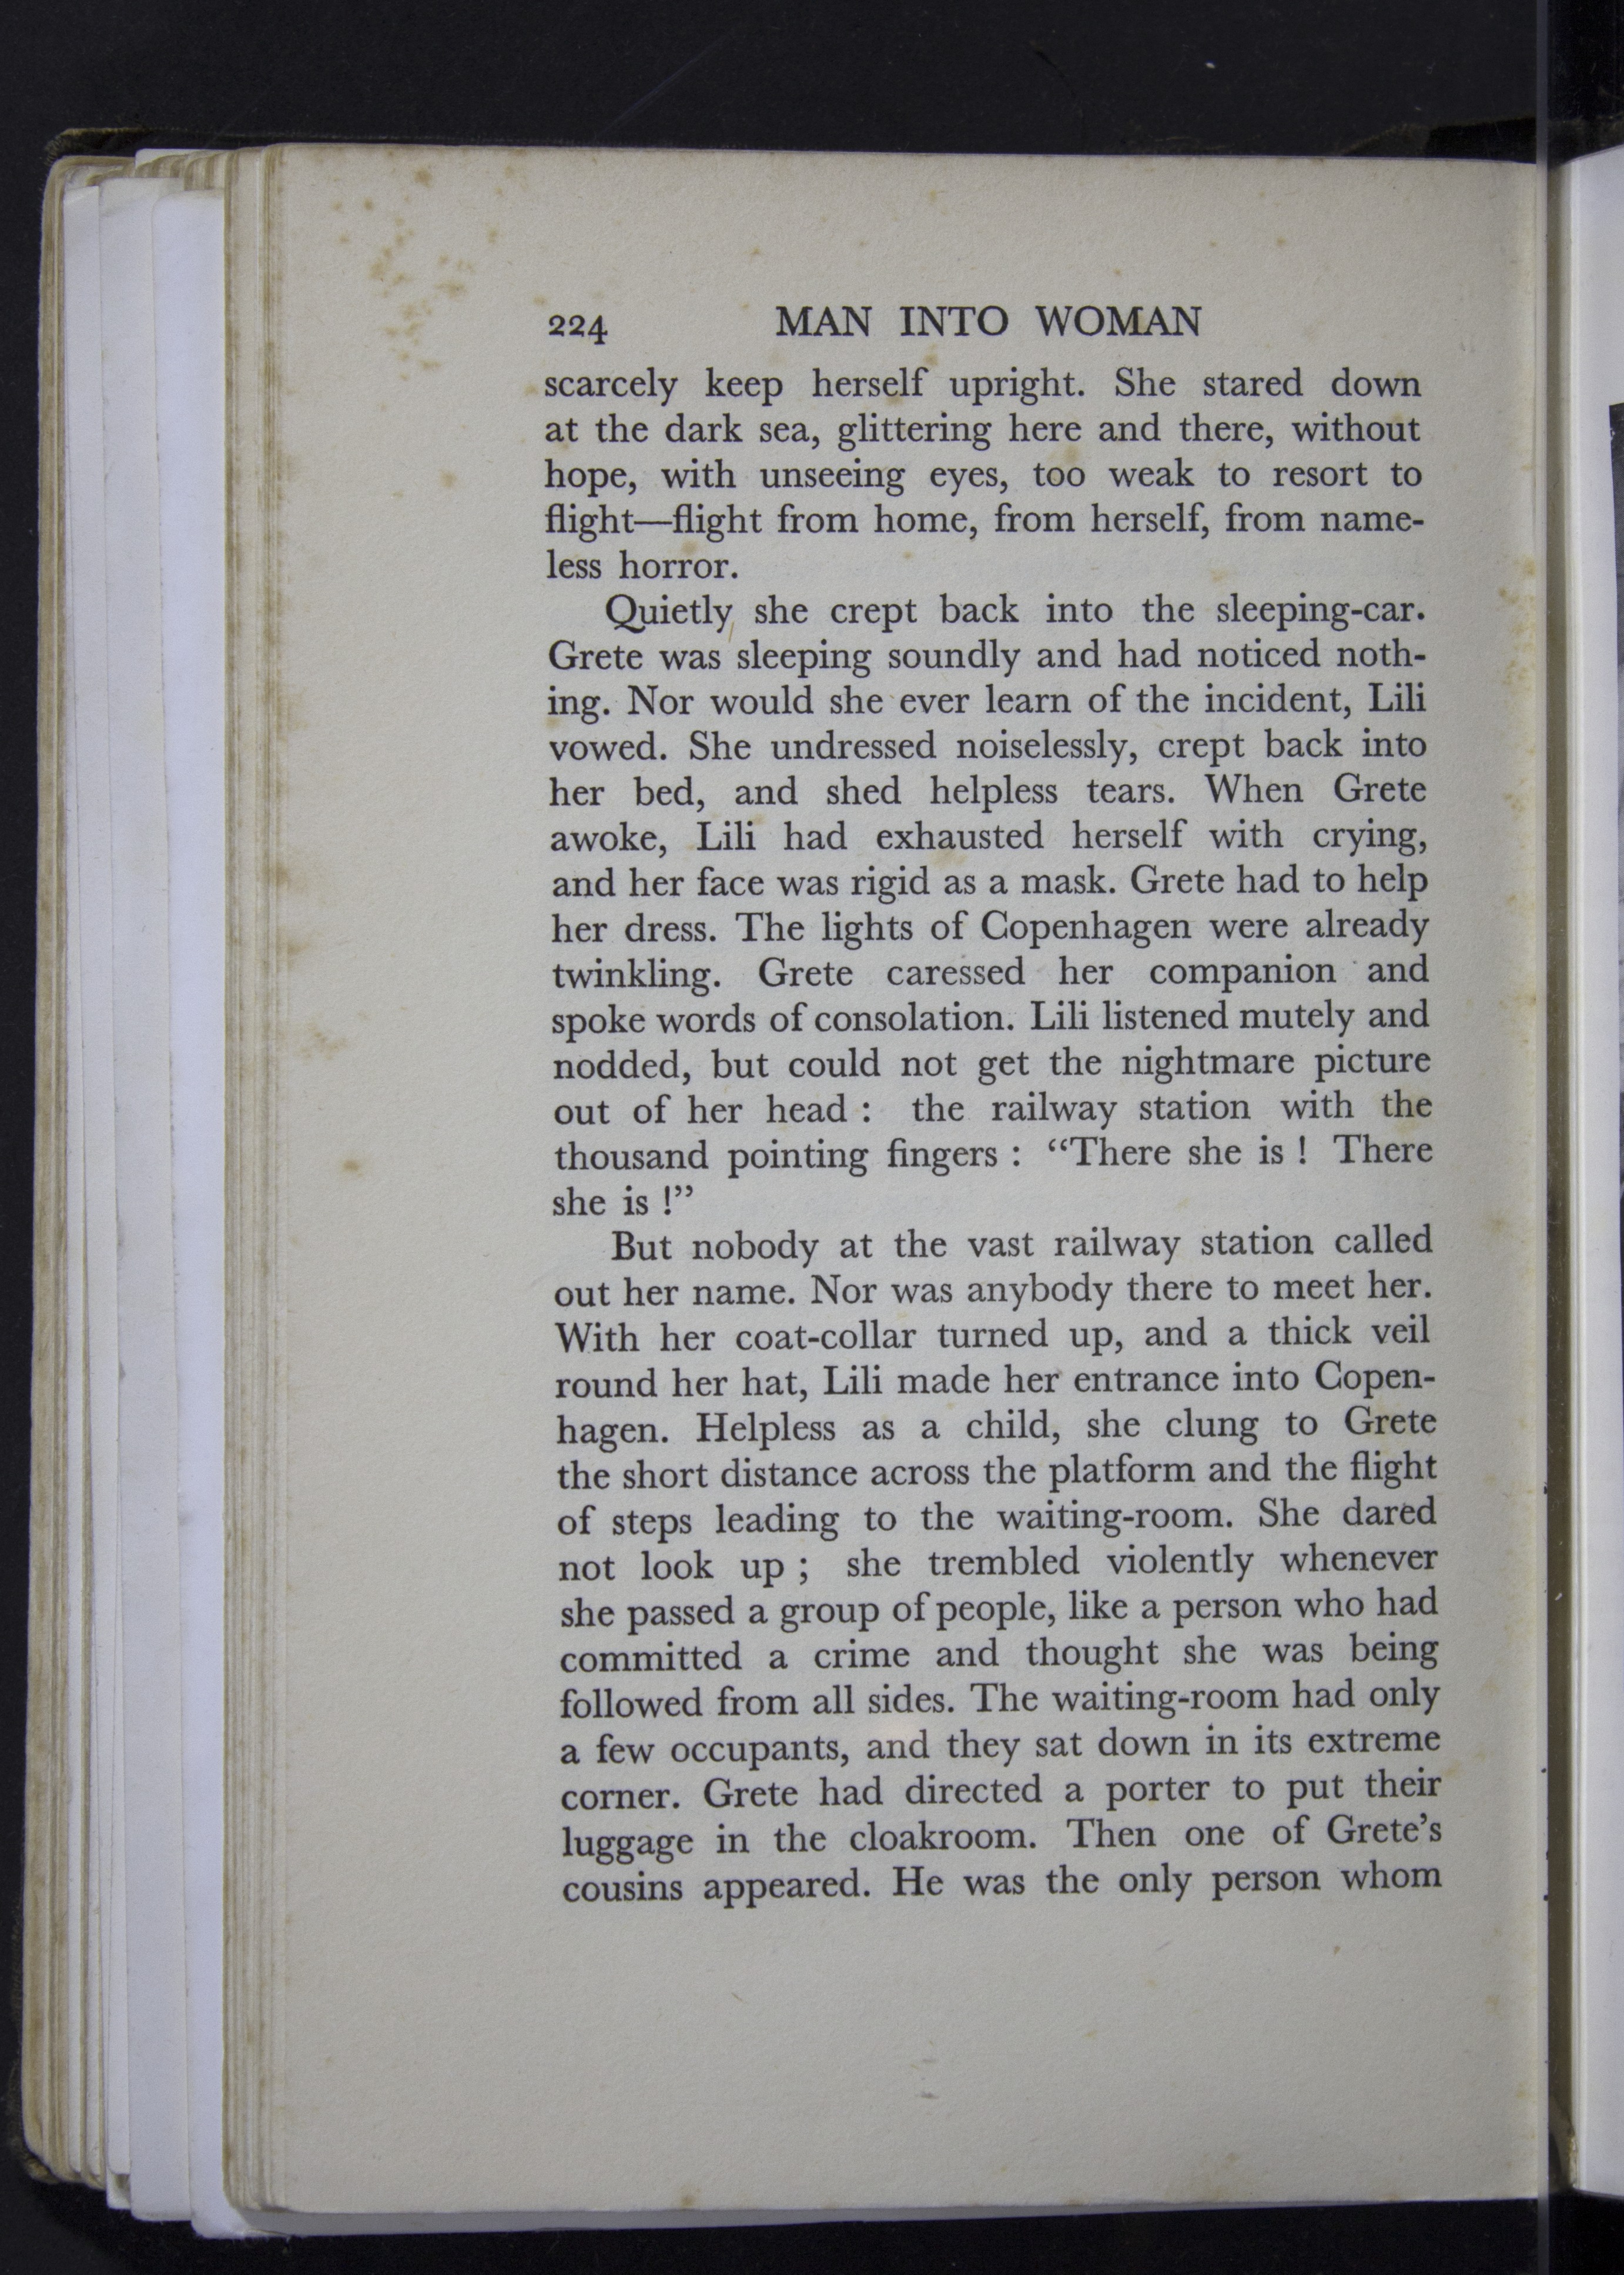 224 MAN INTO WOMAN
scarcely keep herself upright. She stared down
at the dark sea, glittering here and there, without
hope, with unseeing eyes, too weak to resort to
flight—flight from home, from herself, from name-
less horror.
Quietly she crept back into the sleeping-car.
Grete was sleeping soundly and had noticed noth-
ing. Nor would she ever learn of the incident, Lili
vowed. She undressed noiselessly, crept back into
her bed, and shed helpless tears. When Grete
awoke, Lili had exhausted herself with crying,
and her face was rigid as a mask. Grete had to help
her dress. The lights of Copenhagen were already
twinkling. Grete caressed her companion and
spoke words of consolation. Lili listened mutely and
nodded, but could not get the nightmare picture
out of her head : the railway station with the
thousand pointing fingers : “There she is ! There
she is !”
But nobody at the vast railway station called
out her name. Nor was anybody there to meet her.
With her coat-collar turned up, and a thick veil
round her hat, Lili made her entrance into Copen-
hagen. Helpless as a child, she clung to Grete
the short distance across the platform and the flight
of steps leading to the waiting-room. She dared
not look up ; she trembled violently whenever
she passed a group of people, like a person who had
committed a crime and thought she was being
followed from all sides. The waiting-room had only
a few occupants, and they sat down in its extreme
corner. Grete had directed a porter to put their
luggage in the cloakroom. Then one of Grete’s
cousins appeared. He was the only person whom